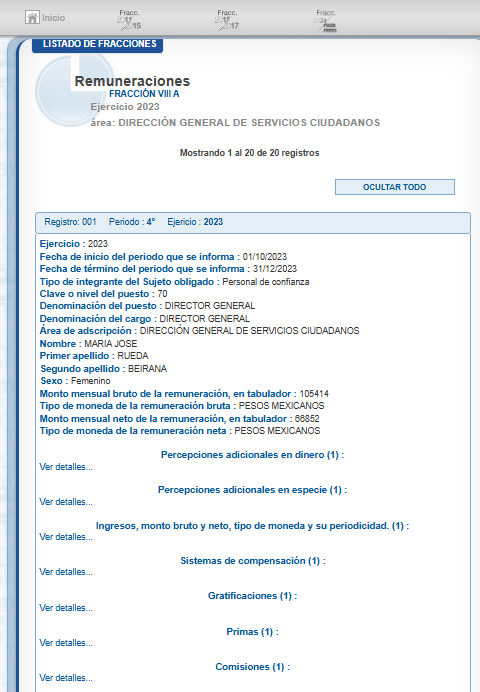 Inicio
Fracc.
2015
Fracc.
Fracc.
LISTADO DE FRACCIONES
Remuneraciones
FRACCIÓN VIII A
Ejercicio 2023
área: DIRECCIÓN GENERAL DE SERVICIOS CIUDADANOS
Mostrando 1 al 20 de 20 registros
OCULTAR TODO
Registro: 001 Periodo : 4º Ejericio : 2023
Ejercicio : 2023
Fecha de inicio del periodo que se informa : 01/10/2023
Fecha de término del periodo que se informa : 31/12/2023
Tipo de integrante del Sujeto obligado : Personal de confianza
Clave o nivel del puesto : 70
Denominación del puesto : DIRECTOR GENERAL
Denominación del cargo : DIRECTOR GENERAL
Área de adscripción : DIRECCIÓN GENERAL DE SERVICIOS CIUDADANOS
Nombre : MARIA JOSE
Primer apellido : RUEDA
Segundo apellido : BEIRANA
Sexo : Femenino
Monto mensual bruto de la remuneración, en tabulador : 105414
Tipo de moneda de la remuneración bruta : PESOS MEXICANOS
Monto mensual neto de la remuneración, en tabulador : 66852
Tipo de moneda de la remuneración neta : PESOS MEXICANOS
Percepciones adicionales en dinero (1) :
Ver detalles...
Percepciones adicionales en especie (1) :
Ver detalles...
Ingresos, monto bruto y neto, tipo de moneda y su periodicidad. (1) :
Ver detalles...
Sistemas de compensación (1) :
Ver detalles...
Gratificaciones (1) :
Ver detalles...
Primas (1) :
Ver detalles...
Comisiones (1) :
Ver detalles...